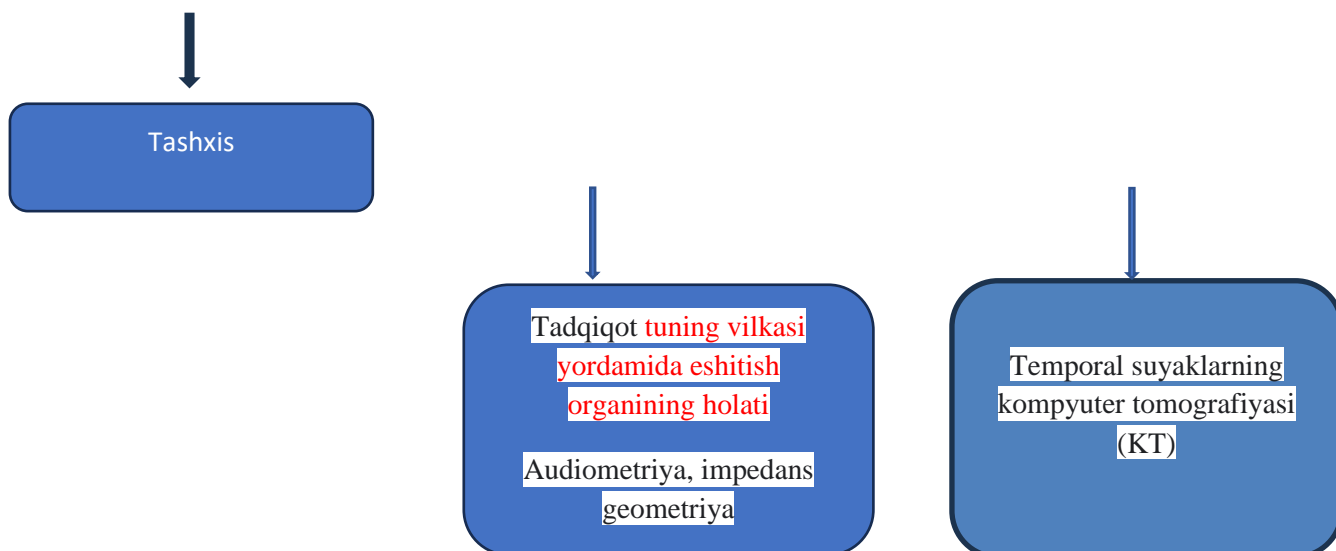 Tashxis
Tadqiqot tuning vilkasi
yordamida eshitish
organining holati
Audiometriya, impedans
geometriya
Temporal suyaklarning
kompyuter tomografiyasi
(KT)